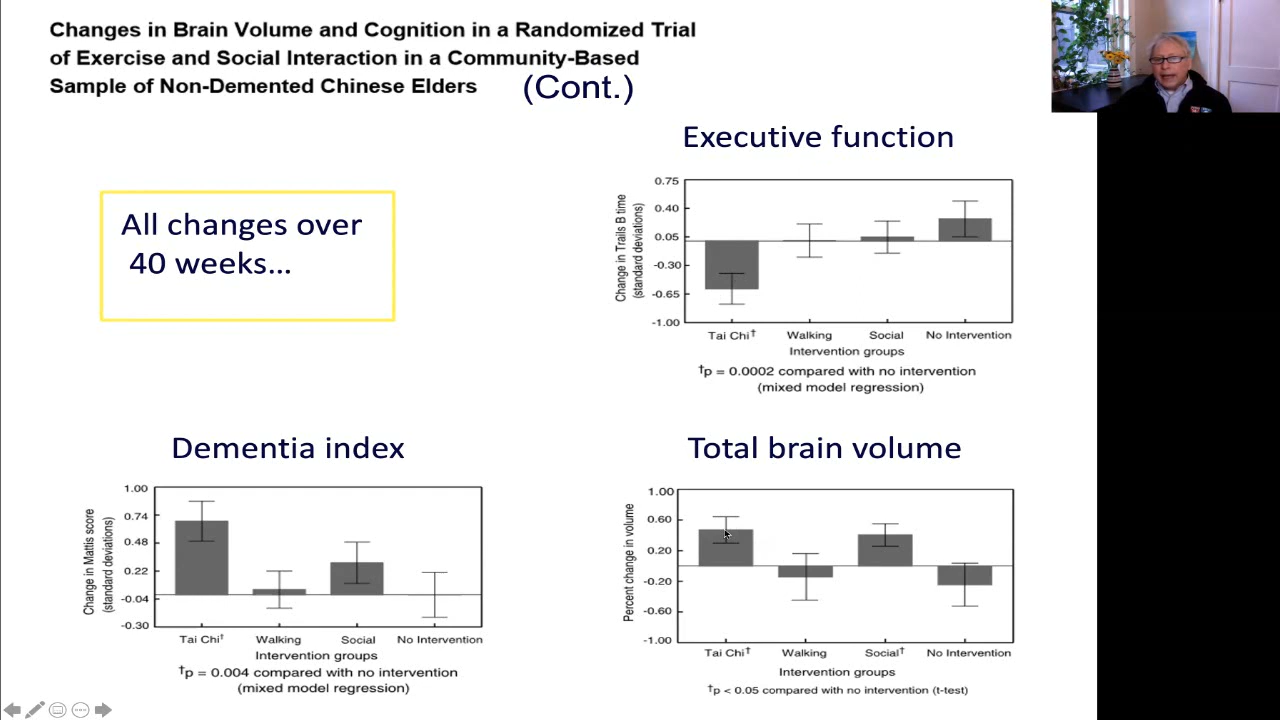 Changes in Brain Volume and Cognition in a Randomized Trial
of Exercise and Social Interaction in a Community-Based
Sample of Non-Demented Chinese Elders (Cont.)
All changes over
40 weeks...
Executive function
Change in Trails B time
(standard deviations)
0.75
0.40
0.05
-0.30
-0.65
-1.00
Tai Chi† Walking Social No Intervention
Intervention groups
†p = 0.0002 compared with no intervention
(mixed model regression)
Dementia index
Change in Mattis score
(standard deviations)
1.00
0.74
0.48
0.22
-0.04
-0.30
Tai Chi† Walking Social No Intervention
Intervention groups
†p = 0.004 compared with no intervention
(mixed model regression)
Total brain volume
Percent change in volume
1.00
0.60
0.20
-0.20
-0.60
-1.00
Tai Chi† Walking Social† No Intervention
Intervention groups
†p < 0.05 compared with no intervention (t-test)